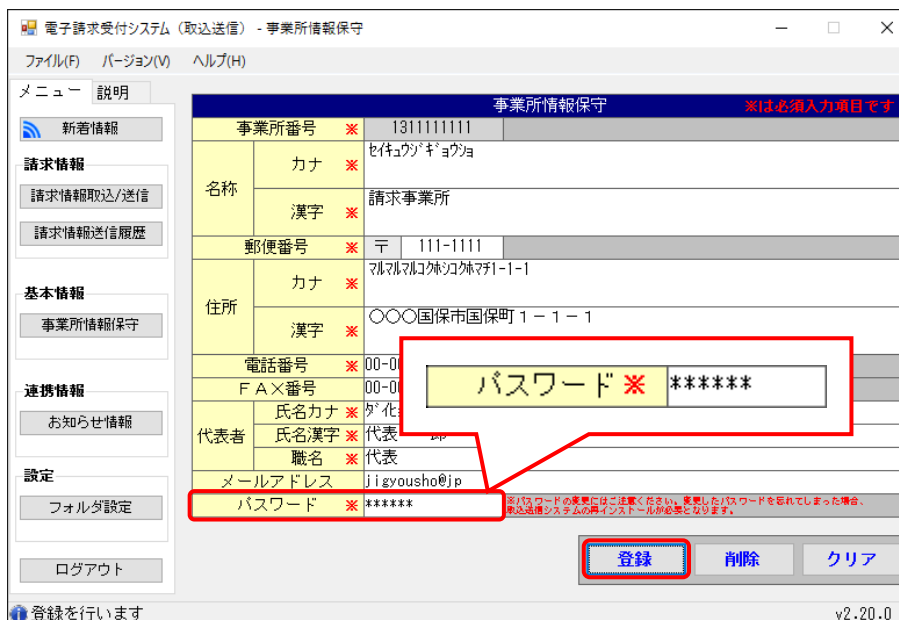 電子請求受付システム（取込送信） - 事業所情報保守
ファイル(F) バージョン(V) ヘルプ(H)
メニュー 説明
新着情報
請求情報
請求情報取込/送信
請求情報送信履歴
基本情報
事業所情報保守
連携情報
お知らせ情報
設定
フォルダ設定
ログアウト
事業所情報保守 ※は必須入力項目です
事業所番号 ※ 1311111111
名称
カナ ※ ｾｲｷｭｳｼﾞｷﾞｮｳｼｮ
漢字 ※ 請求事業所
郵便番号 ※ 〒 111-1111
住所
カナ ※ ﾏﾙﾏﾙﾏﾙｺｸﾎｼｺｸﾎﾏﾁ1-1-1
漢字 ※ ○○○国保市国保町１－１－１
電話番号 ※ 00-0
ＦＡＸ番号 ※ 00-0
代表者
氏名カナ ※ ﾀﾞｲﾋ
氏名漢字 ※ 代表
職名 ※ 代表
メールアドレス jigyousho@jp
パスワード ※ ******
※パスワードの変更にはご注意ください。変更したパスワードを忘れてしまった場合、
取込送信システムの再インストールが必要となります。
パスワード ※ ******
登録 削除 クリア
登録を行います v2.20.0